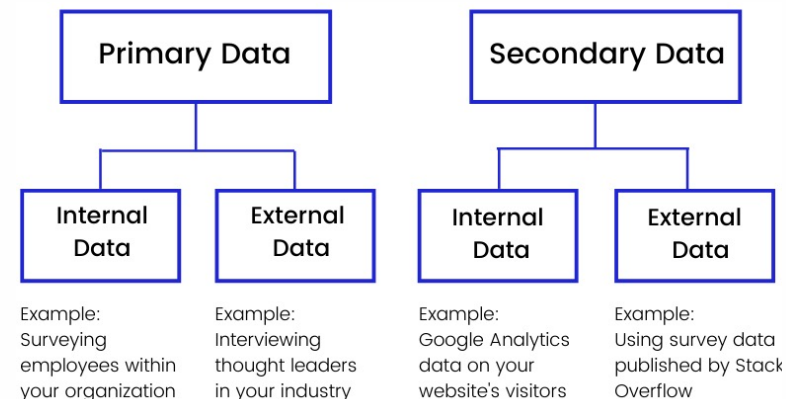 Primary Data
Secondary Data
Internal
Data
External
Data
Internal
Data
External
Data
Example:
Surveying
employees within
your organization
Example:
Interviewing
thought leaders
in your industry
Example:
Google Analytics
data on your
website's visitors
Example:
Using survey data
published by Stack
Overflow